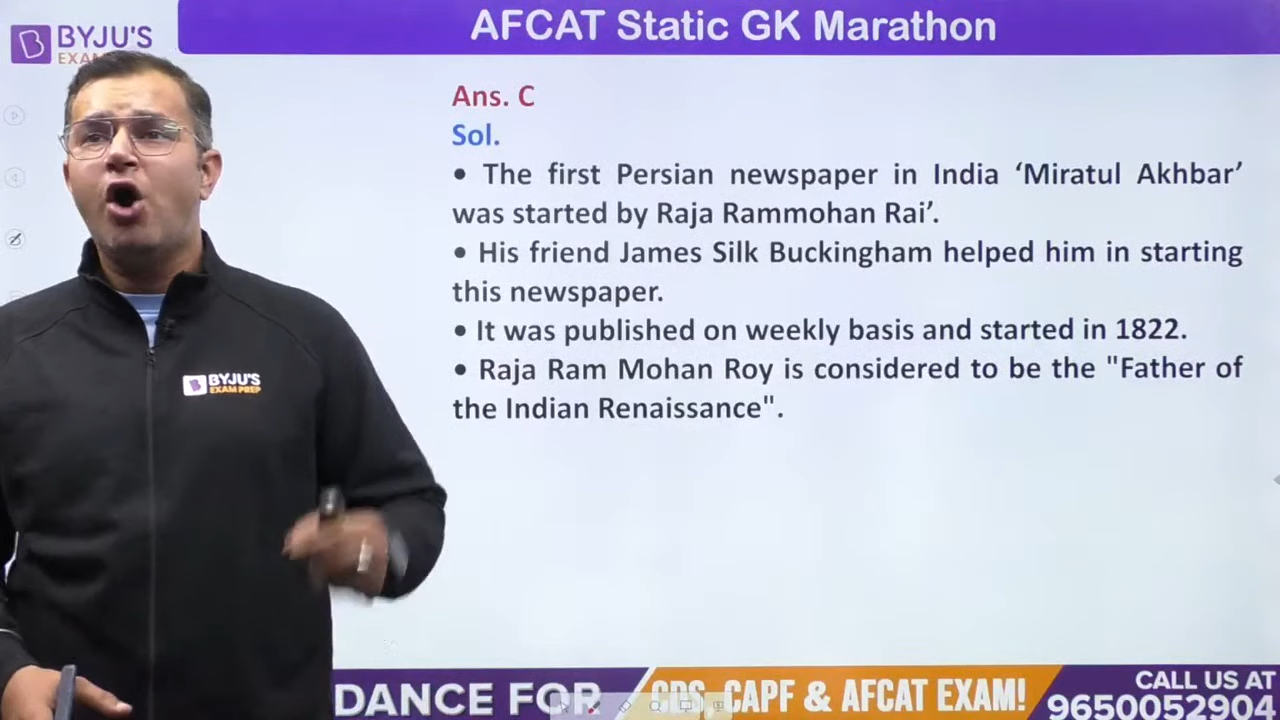 BYJU'S
EXAM
AFCAT Static GK Marathon
Ans. C
Sol.
• The first Persian newspaper in India ‘Miratul Akhbar’
was started by Raja Rammohan Rai’.
• His friend James Silk Buckingham helped him in starting
this newspaper.
• It was published on weekly basis and started in 1822.
• Raja Ram Mohan Roy is considered to be the "Father of
the Indian Renaissance".
BYJU'S
EXAM PREP
DANCE FOR CDS, CAPF & AFCAT EXAM!
CALL US AT
9650052904